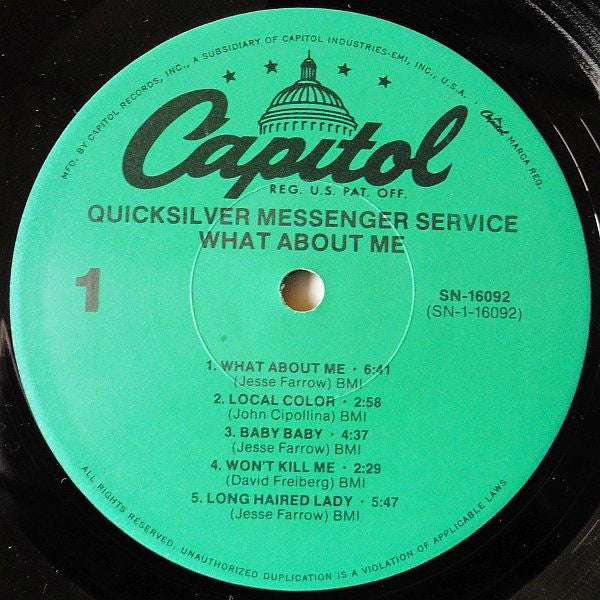 MFD. BY CAPITOL RECORDS, INC., A SUBSIDIARY OF CAPITOL INDUSTRIES-EMI, INC., U.S.A. . Capitol MARCA REG.
Capitol
REG. U.S. PAT. OFF.
QUICKSILVER MESSENGER SERVICE
WHAT ABOUT ME
1
SN-16092
(SN-1-16092)
1. WHAT ABOUT ME · 6:41
(Jesse Farrow) BMI
2. LOCAL COLOR · 2:58
(John Cipollina) BMI
3. BABY BABY · 4:37
(Jesse Farrow) BMI
4. WON'T KILL ME · 2:29
(David Freiberg) BMI
5. LONG HAIRED LADY · 5:47
(Jesse Farrow) BMI
ALL RIGHTS RESERVED. UNAUTHORIZED DUPLICATION IS A VIOLATION OF APPLICABLE LAWS